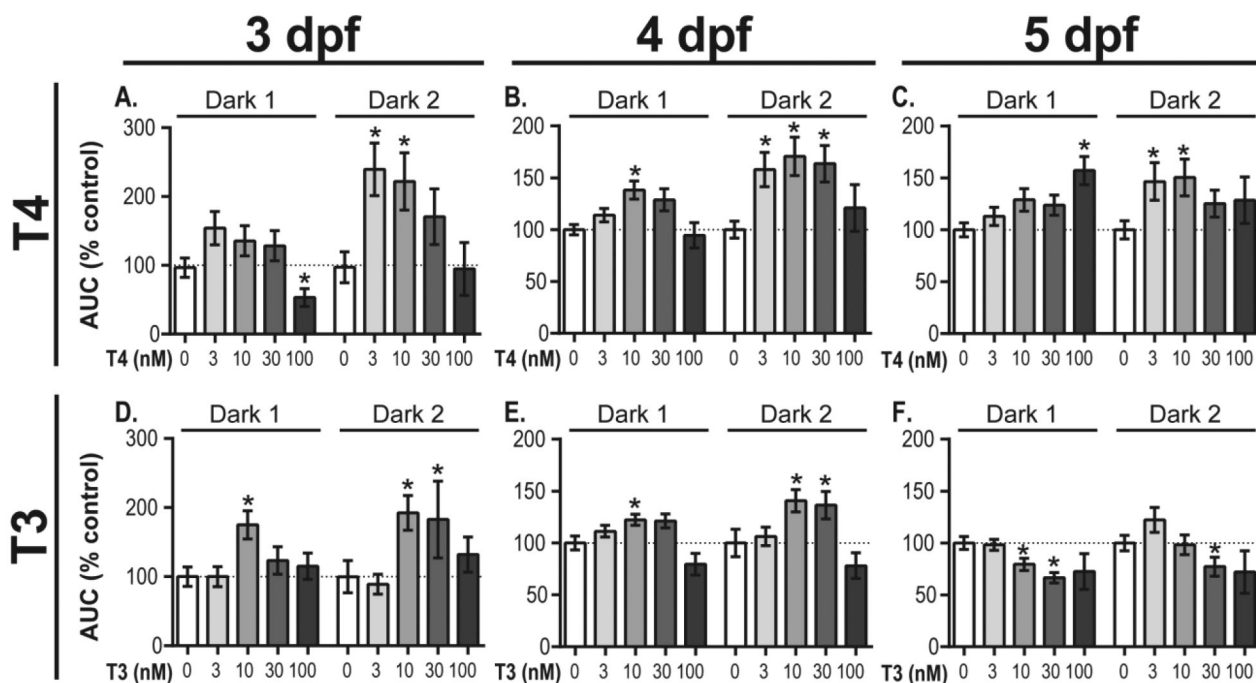 3 dpf 4 dpf 5 dpf
T4
A. Dark 1 Dark 2
AUC (% control)
300
200
100
0
T4 (nM) 0 3 10 30 100 0 3 10 30 100
* * *
B. Dark 1 Dark 2
200
150
100
50
0
T4 (nM) 0 3 10 30 100 0 3 10 30 100
* * * *
C. Dark 1 Dark 2
200
150
100
50
0
T4 (nM) 0 3 10 30 100 0 3 10 30 100
* * *
T3
D. Dark 1 Dark 2
AUC (% control)
300
200
100
0
T3 (nM) 0 3 10 30 100 0 3 10 30 100
* * *
E. Dark 1 Dark 2
200
150
100
50
0
T3 (nM) 0 3 10 30 100 0 3 10 30 100
* * *
F. Dark 1 Dark 2
200
150
100
50
0
T3 (nM) 0 3 10 30 100 0 3 10 30 100
* * *